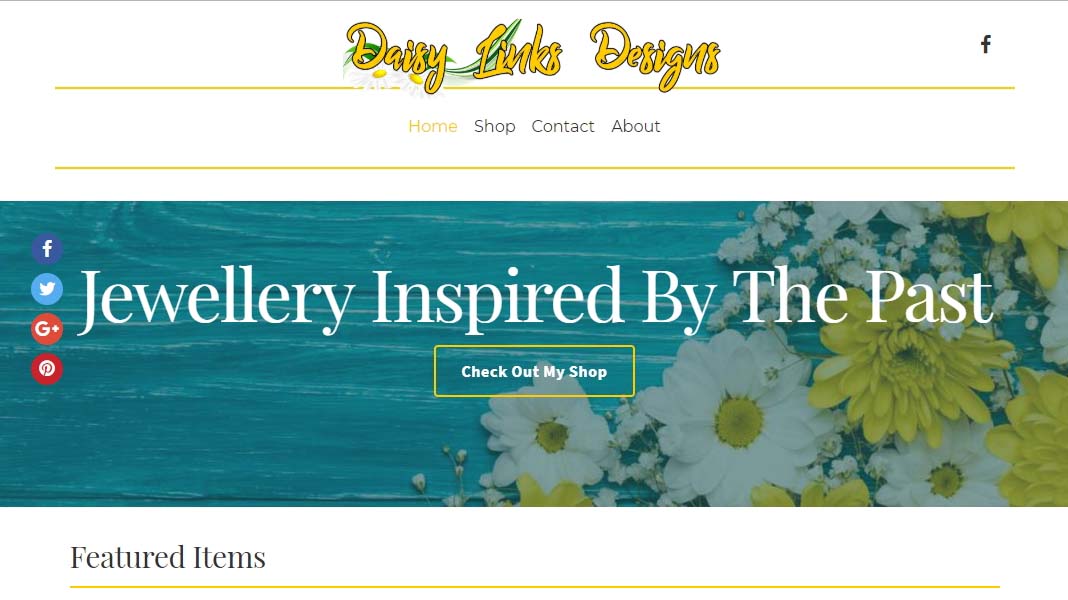 Daisy Links Designs
Home Shop Contact About
Jewellery Inspired By The Past
Check Out My Shop
G+
Featured Items